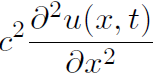 c² ∂²u(x, t) / ∂x²